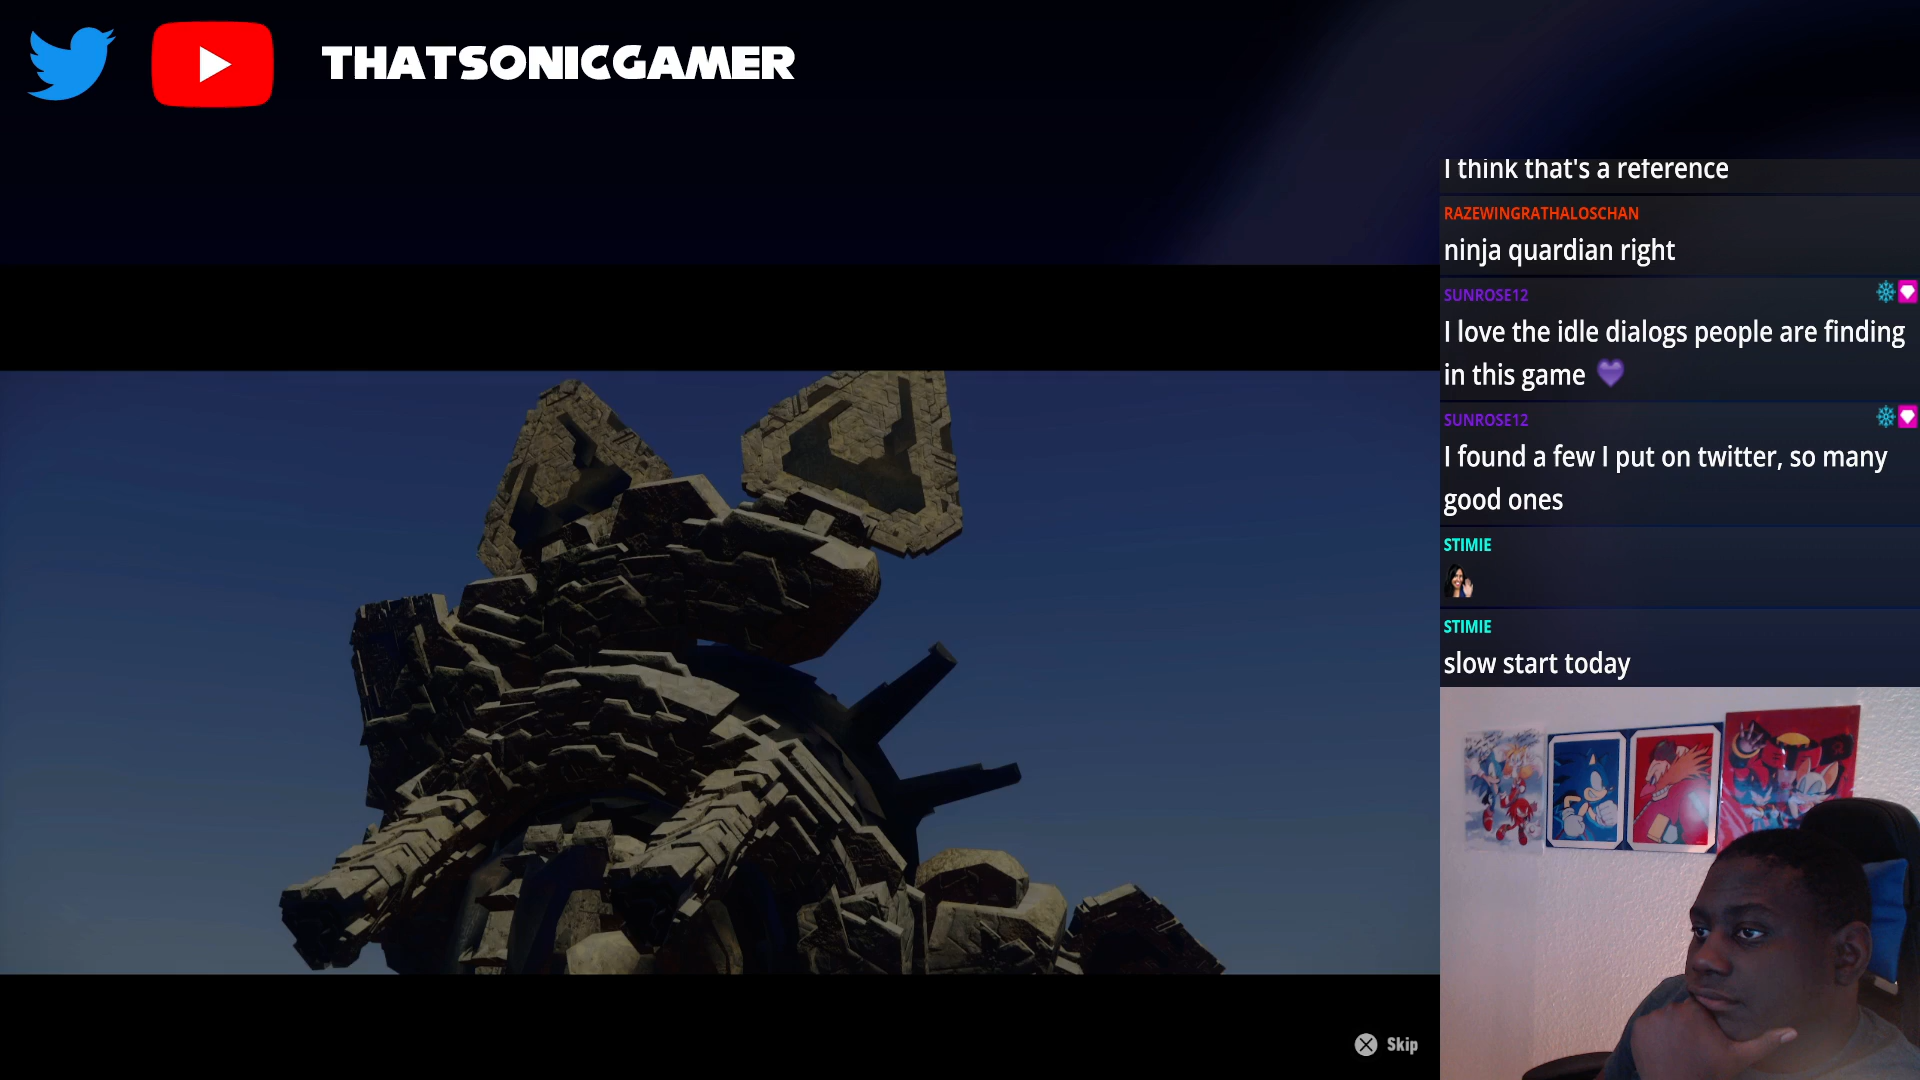 THATSONICGAMER
I think that's a reference
RAZEWINGRATHALOSCHAN
ninja quardian right
SUNROSE12
I love the idle dialogs people are finding
in this game 💜
SUNROSE12
I found a few I put on twitter, so many
good ones
STIMIE
STIMIE
slow start today
Skip